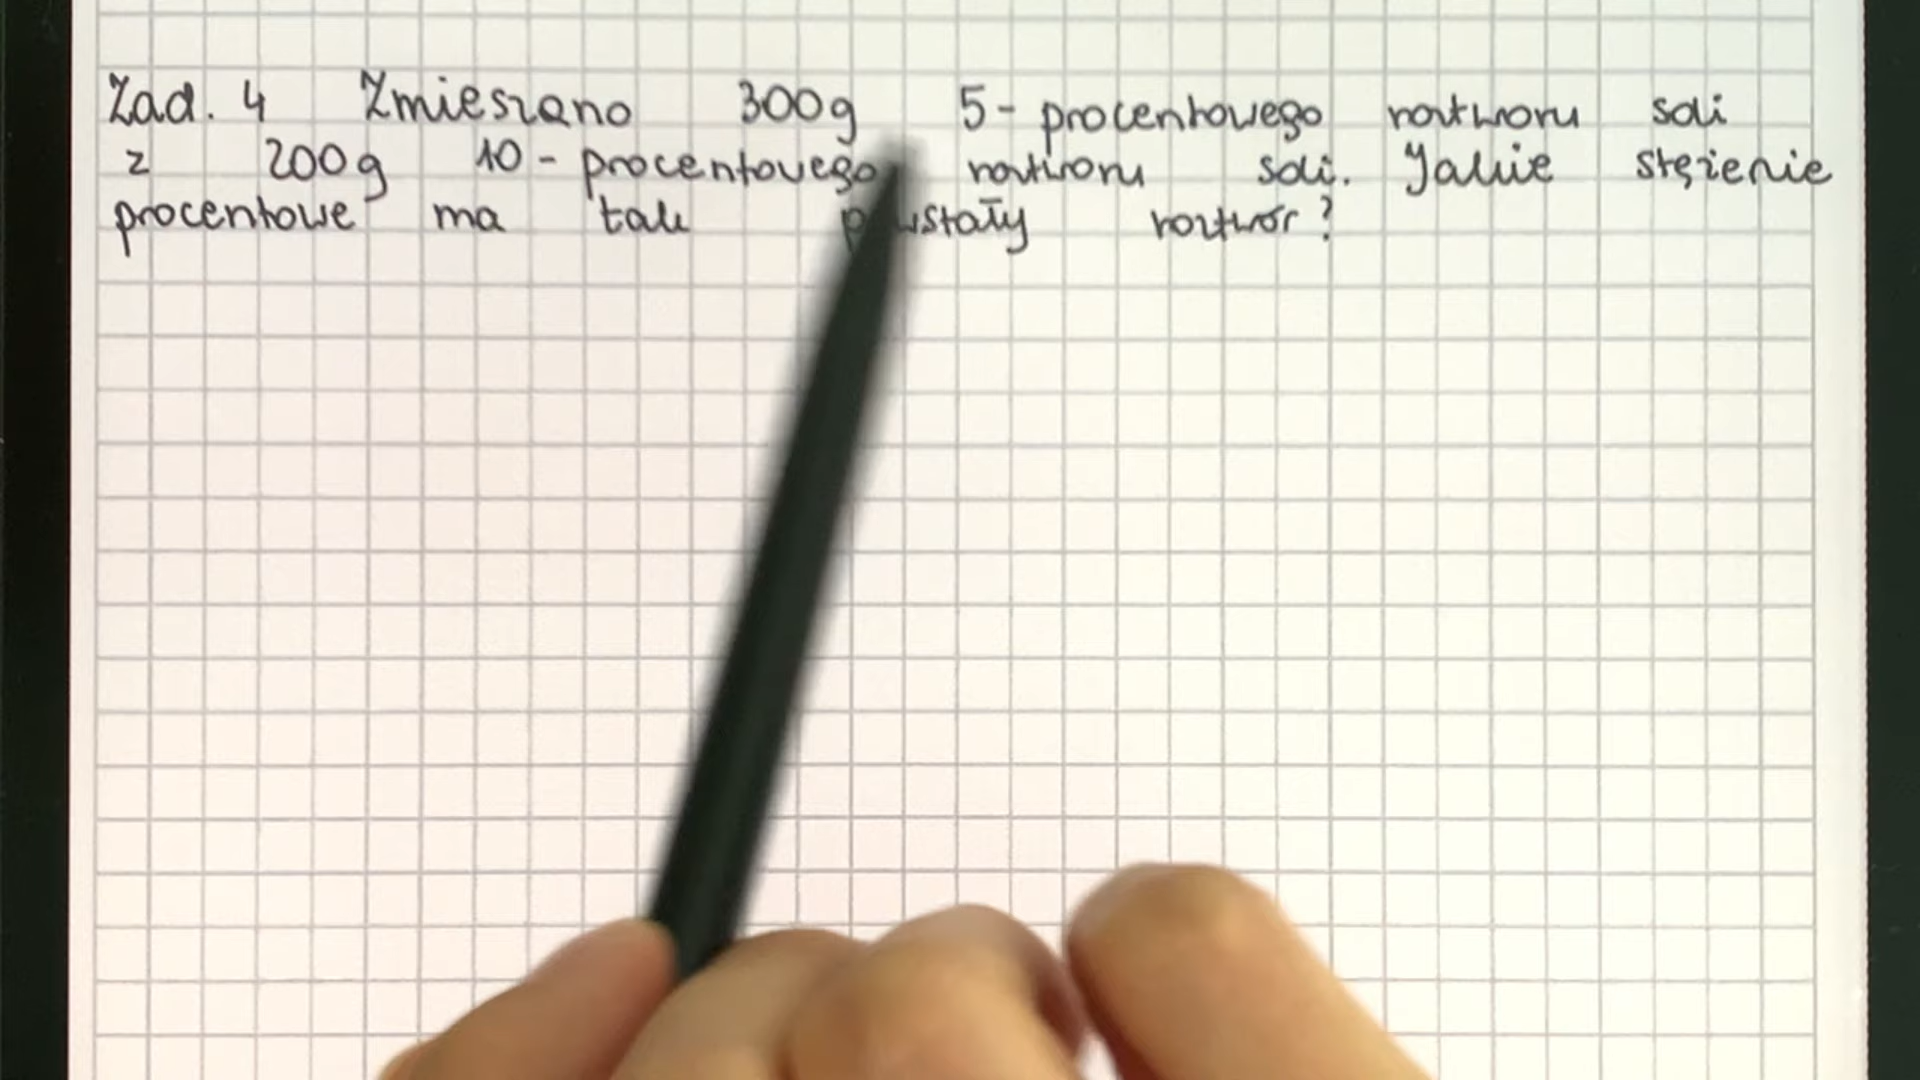 Zad. 4 Zmieszano 300g 5-procentowego roztworu soli
z 200g 10-procentowego roztworu soli. Jakie stężenie
procentowe ma tak powstały roztwór?